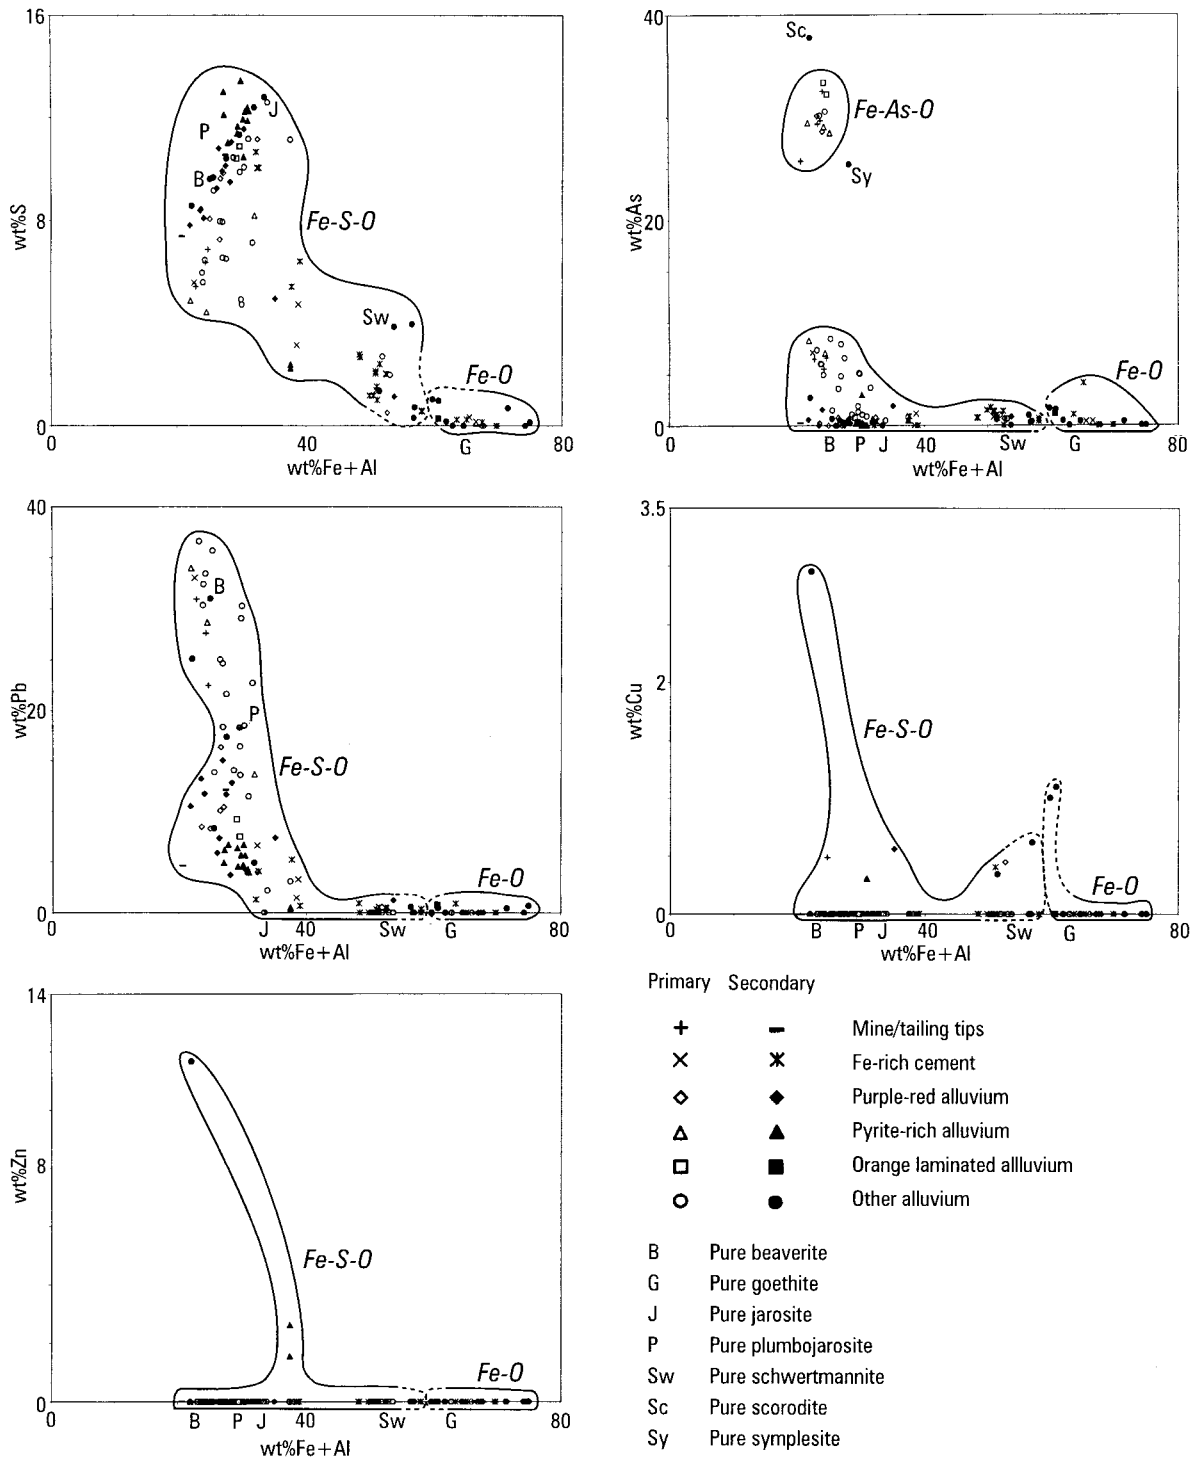 16
8
0
wt%S
P
J
B
Fe-S-O
Sw
Fe-O
0
40
G
80
wt%Fe+Al
40
20
0
wt%As
Sc
Fe-As-O
Sy
Fe-O
B
P
J
40
Sw
G
80
wt%Fe+Al
40
20
0
wt%Pb
B
P
Fe-S-O
Fe-O
0
J
40
Sw
G
80
wt%Fe+Al
3.5
2
0
wt%Cu
Fe-S-O
Fe-O
0
B
P
J
40
Sw
G
80
wt%Fe+Al
14
8
0
wt%Zn
Fe-S-O
Fe-O
0
B
P
J
40
Sw
G
80
wt%Fe+Al
Primary Secondary
Mine/tailing tips
Fe-rich cement
Purple-red alluvium
Pyrite-rich alluvium
Orange laminated allluvium
Other alluvium
B Pure beaverite
G Pure goethite
J Pure jarosite
P Pure plumbojarosite
Sw Pure schwertmannite
Sc Pure scorodite
Sy Pure symplesite